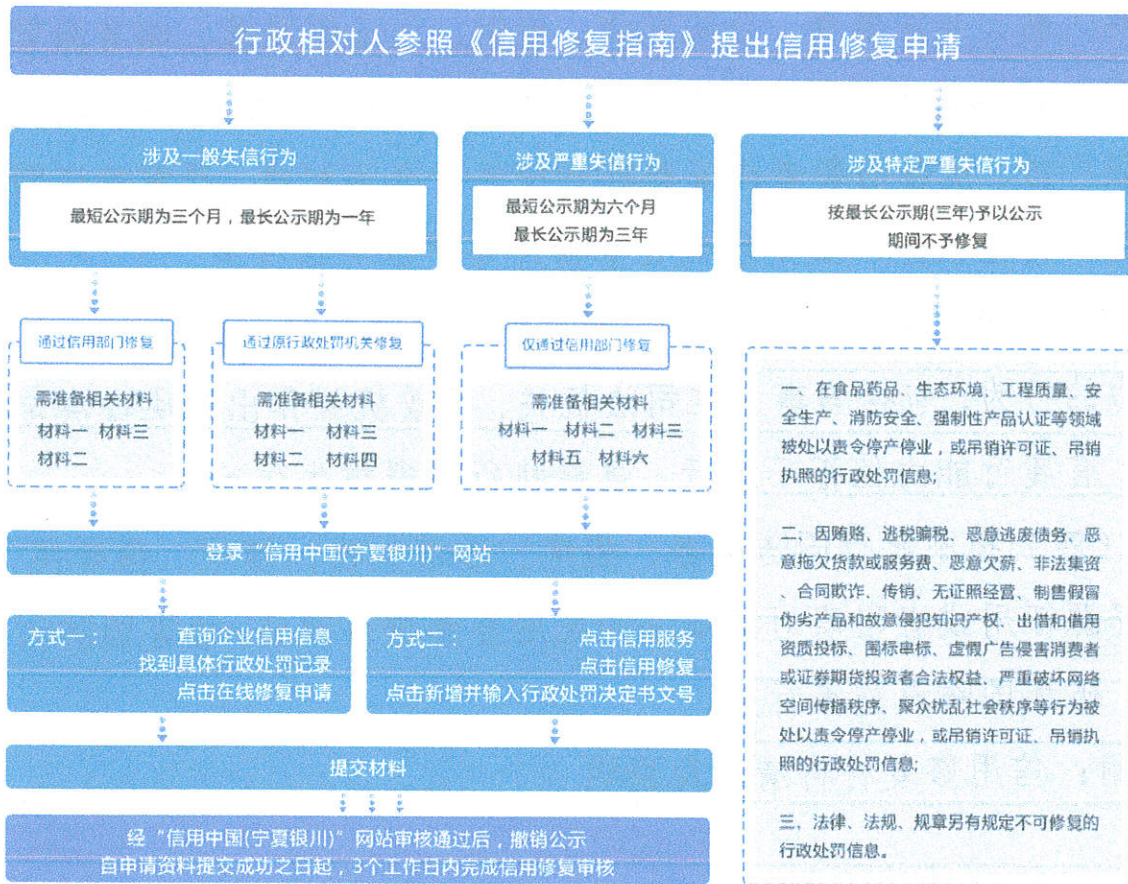 行政相对人参照《信用修复指南》提出信用修复申请
涉及一般失信行为
最短公示期为三个月，最长公示期为一年
涉及严重失信行为
最短公示期为六个月
最长公示期为三年
涉及特定严重失信行为
按最长公示期(三年)予以公示
期间不予修复
通过信用部门修复
需准备相关材料
材料一 材料三
材料二
通过原行政处罚机关修复
需准备相关材料
材料一 材料三
材料二 材料四
仅通过信用部门修复
需准备相关材料
材料一 材料二 材料三
材料五 材料六
一、在食品药品、生态环境、工程质量、安
全生产、消防安全、强制性产品认证等领域
被处以责令停产停业，或吊销许可证、吊销
执照的行政处罚信息;
二、因贿赂、逃税骗税、恶意逃废债务、恶
意拖欠货款或服务费、恶意欠薪、非法集资
、合同欺诈、传销、无证照经营、制售假冒
伪劣产品和故意侵犯知识产权、出借和借用
资质投标、围标串标、虚假广告侵害消费者
或证券期货投资者合法权益、严重破坏网络
空间传播秩序、聚众扰乱社会秩序等行为被
处以责令停产停业，或吊销许可证、吊销执
照的行政处罚信息;
三、法律、法规、规章另有规定不可修复的
行政处罚信息。
登录“信用中国(宁夏银川)”网站
方式一： 查询企业信用信息
找到具体行政处罚记录
点击在线修复申请
方式二： 点击信用服务
点击信用修复
点击新增并输入行政处罚决定书文号
提交材料
经“信用中国(宁夏银川)”网站审核通过后，撤销公示
自申请资料提交成功之日起，3个工作日内完成信用修复审核